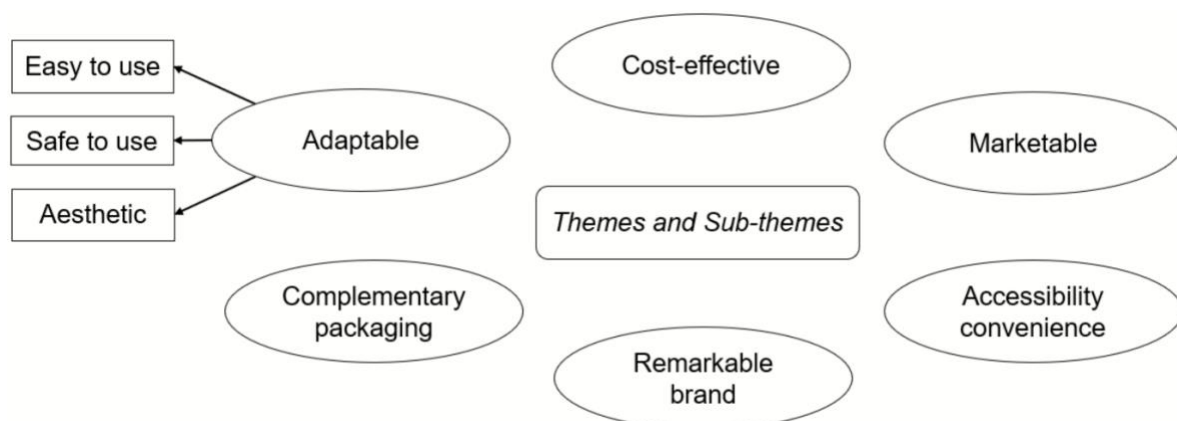 Easy to use
Safe to use
Aesthetic
Adaptable
Cost-effective
Marketable
Themes and Sub-themes
Complementary
packaging
Remarkable
brand
Accessibility
convenience